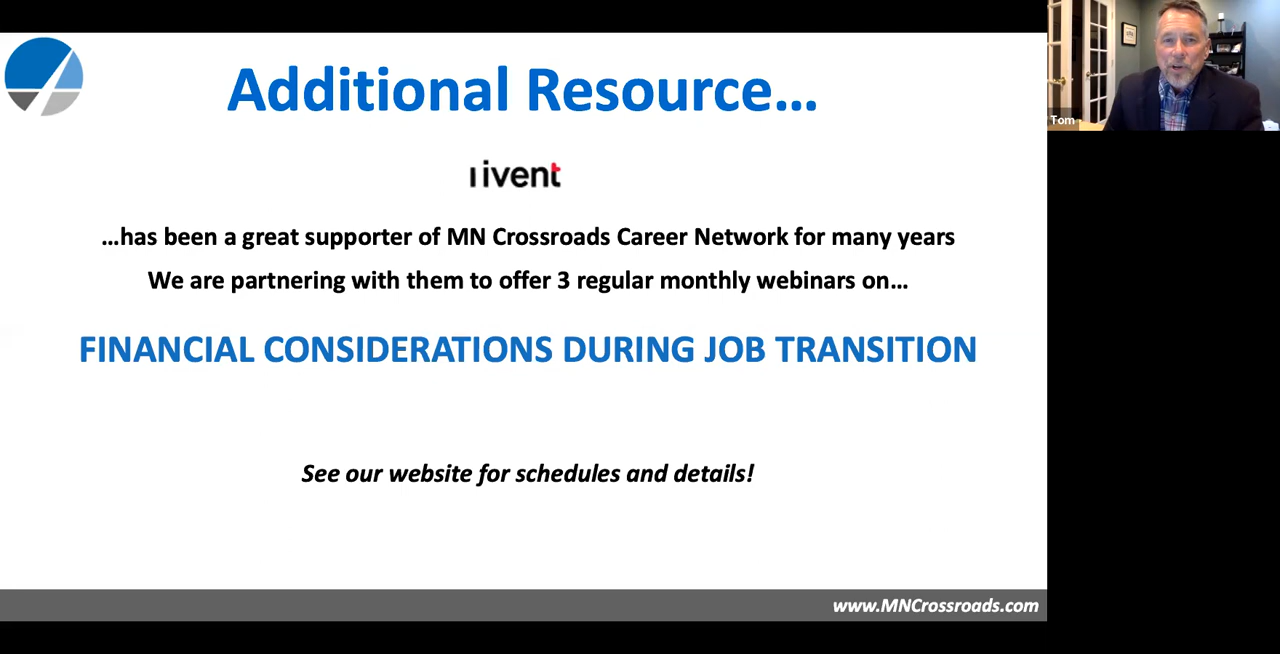 Additional Resource...
ivent
...has been a great supporter of MN Crossroads Career Network for many years
We are partnering with them to offer 3 regular monthly webinars on...
FINANCIAL CONSIDERATIONS DURING JOB TRANSITION
See our website for schedules and details!
www.MNCrossroads.com
Tom